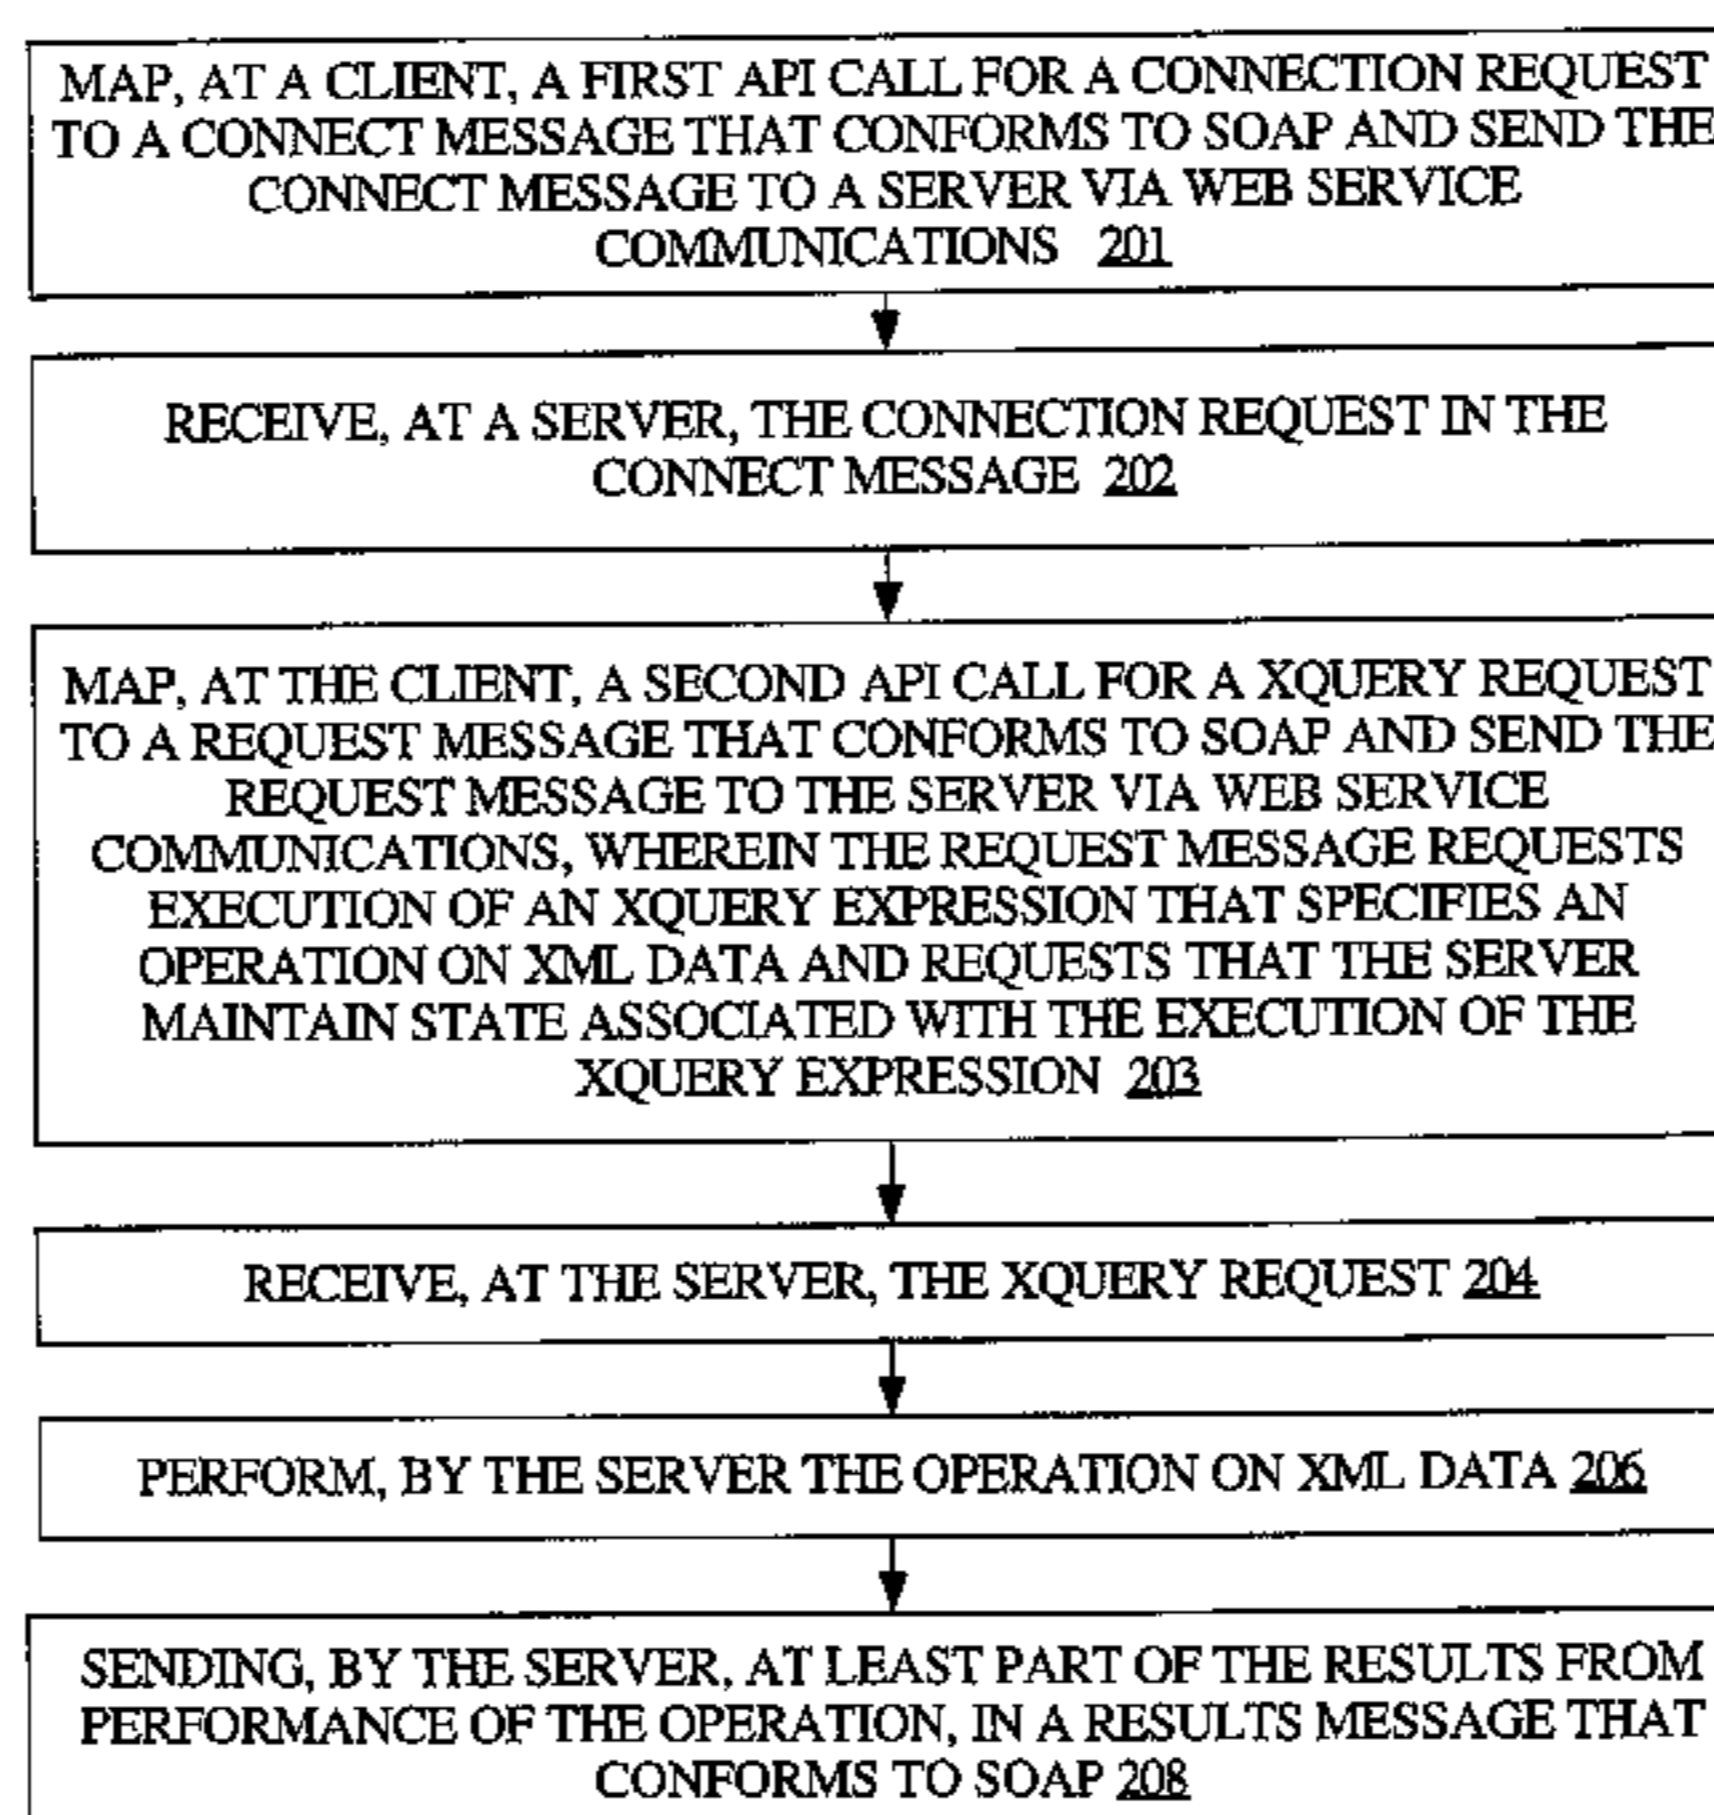 MAP, AT A CLIENT, A FIRST API CALL FOR A CONNECTION REQUEST
TO A CONNECT MESSAGE THAT CONFORMS TO SOAP AND SEND THE
CONNECT MESSAGE TO A SERVER VIA WEB SERVICE
COMMUNICATIONS 201
RECEIVE, AT A SERVER, THE CONNECTION REQUEST IN THE
CONNECT MESSAGE 202
MAP, AT THE CLIENT, A SECOND API CALL FOR A XQUERY REQUEST
TO A REQUEST MESSAGE THAT CONFORMS TO SOAP AND SEND THE
REQUEST MESSAGE TO THE SERVER VIA WEB SERVICE
COMMUNICATIONS, WHEREIN THE REQUEST MESSAGE REQUESTS
EXECUTION OF AN XQUERY EXPRESSION THAT SPECIFIES AN
OPERATION ON XML DATA AND REQUESTS THAT THE SERVER
MAINTAIN STATE ASSOCIATED WITH THE EXECUTION OF THE
XQUERY EXPRESSION 203
RECEIVE, AT THE SERVER, THE XQUERY REQUEST 204
PERFORM, BY THE SERVER THE OPERATION ON XML DATA 206
SENDING, BY THE SERVER, AT LEAST PART OF THE RESULTS FROM
PERFORMANCE OF THE OPERATION, IN A RESULTS MESSAGE THAT
CONFORMS TO SOAP 208